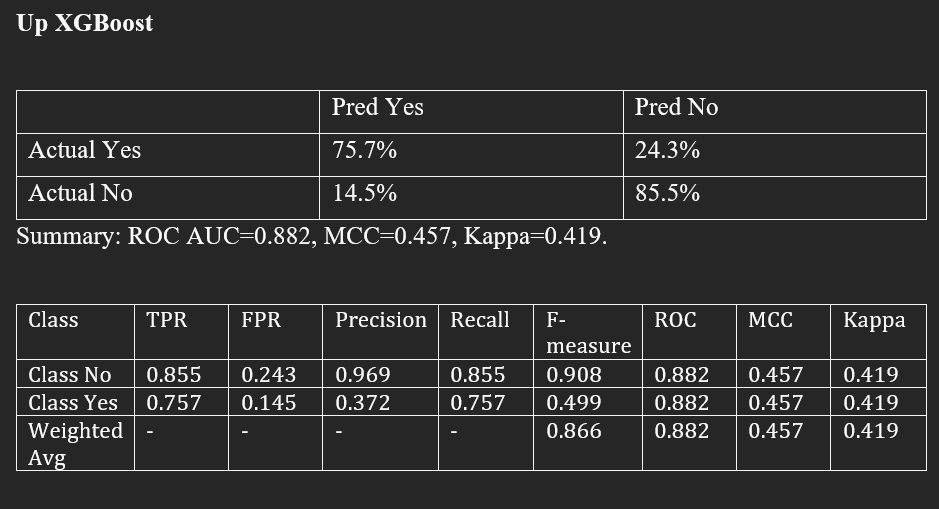 Up XGBoost
Pred Yes Pred No
Actual Yes 75.7% 24.3%
Actual No 14.5% 85.5%
Summary: ROC AUC=0.882, MCC=0.457, Kappa=0.419.
Class TPR FPR Precision Recall F- ROC MCC Kappa
measure
Class No 0.855 0.243 0.969 0.855 0.908 0.882 0.457 0.419
Class Yes 0.757 0.145 0.372 0.757 0.499 0.882 0.457 0.419
Weighted - - - - 0.866 0.882 0.457 0.419
Avg